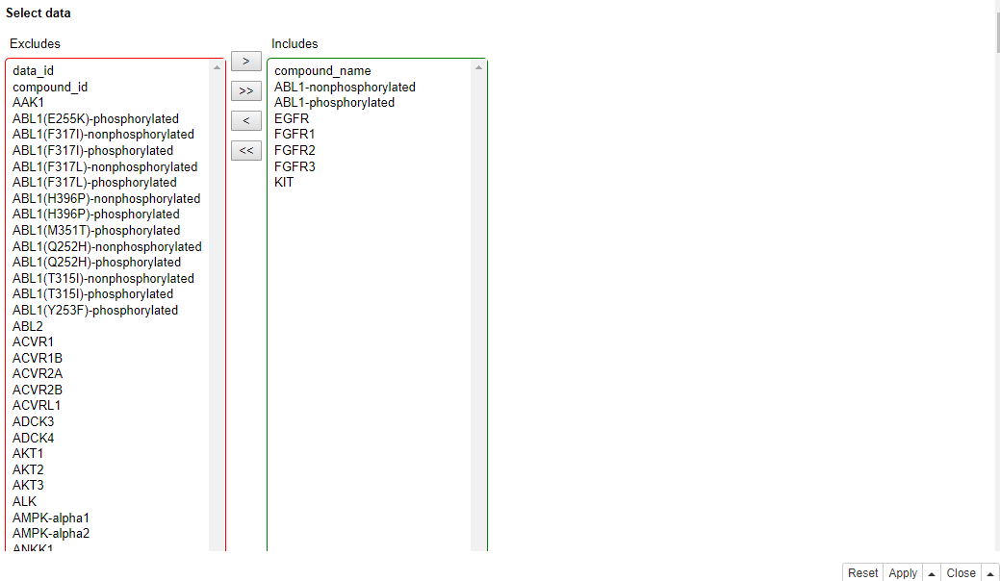 Select data
Excludes
data_id
compound_id
AAK1
ABL1(E255K)-phosphorylated
ABL1(F317I)-nonphosphorylated
ABL1(F317I)-phosphorylated
ABL1(F317L)-nonphosphorylated
ABL1(F317L)-phosphorylated
ABL1(H396P)-nonphosphorylated
ABL1(H396P)-phosphorylated
ABL1(M351T)-phosphorylated
ABL1(Q252H)-nonphosphorylated
ABL1(Q252H)-phosphorylated
ABL1(T315I)-nonphosphorylated
ABL1(T315I)-phosphorylated
ABL1(Y253F)-phosphorylated
ABL2
ACVR1
ACVR1B
ACVR2A
ACVR2B
ACVRL1
ADCK3
ADCK4
AKT1
AKT2
AKT3
ALK
AMPK-alpha1
AMPK-alpha2
ANKK1
>
>>
<
<<
Includes
compound_name
ABL1-nonphosphorylated
ABL1-phosphorylated
EGFR
FGFR1
FGFR2
FGFR3
KIT
Reset Apply Close